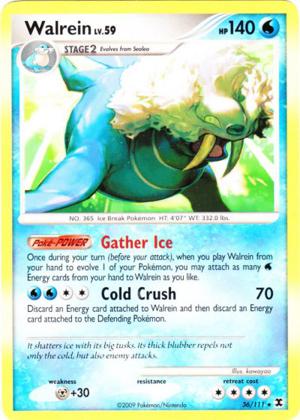 Walrein LV.59
HP 140
STAGE 2 Evolves from Sealeo
NO. 365 Ice Break Pokémon HT: 4'07" WT: 332.0 lbs.
Poké-POWER Gather Ice
Once during your turn (before your attack), when you play Walrein
from your hand to evolve 1 of your Pokémon, you may attach as many
Energy cards from your hand to Walrein as you like.
Cold Crush 70
Discard an Energy card attached to Walrein and then discard an Energy
card attached to the Defending Pokémon.
Illus. kawayoo
It shatters ice with its big tusks. Its thick blubber repels not
only the cold, but also enemy attacks.
weakness resistance retreat cost
+30
©2009 Pokémon/Nintendo
36/111